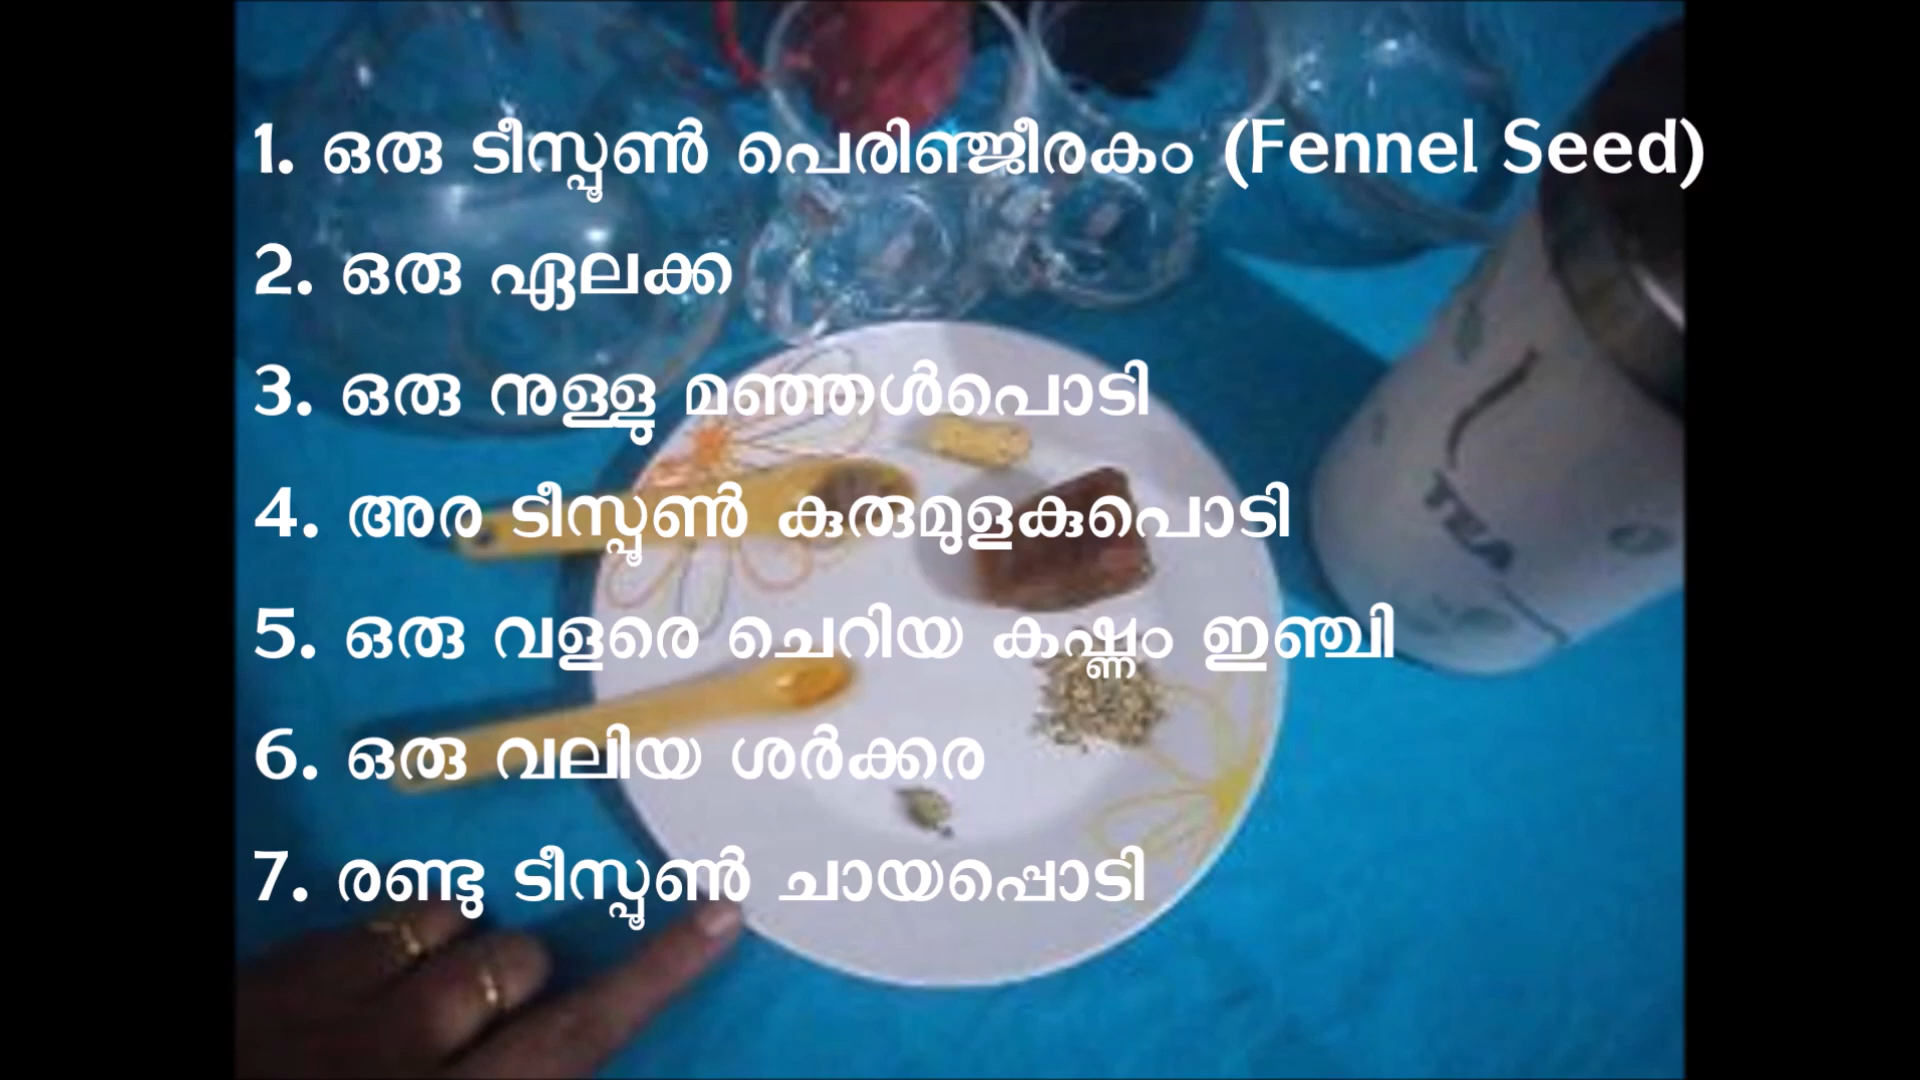 1. ഒരു ടീസ്പൂൺ പെരിഞ്ജീരകം (Fennel Seed)
2. ഒരു ഏലക്ക
3. ഒരു നുള്ളു മഞ്ഞൾപൊടി
4. അര ടീസ്പൂൺ കുരുമുളകുപൊടി
5. ഒരു വളരെ ചെറിയ കഷ്ണം ഇഞ്ചി
6. ഒരു വലിയ ശർക്കര
7. രണ്ടു ടീസ്പൂൺ ചായപ്പൊടി
TEA